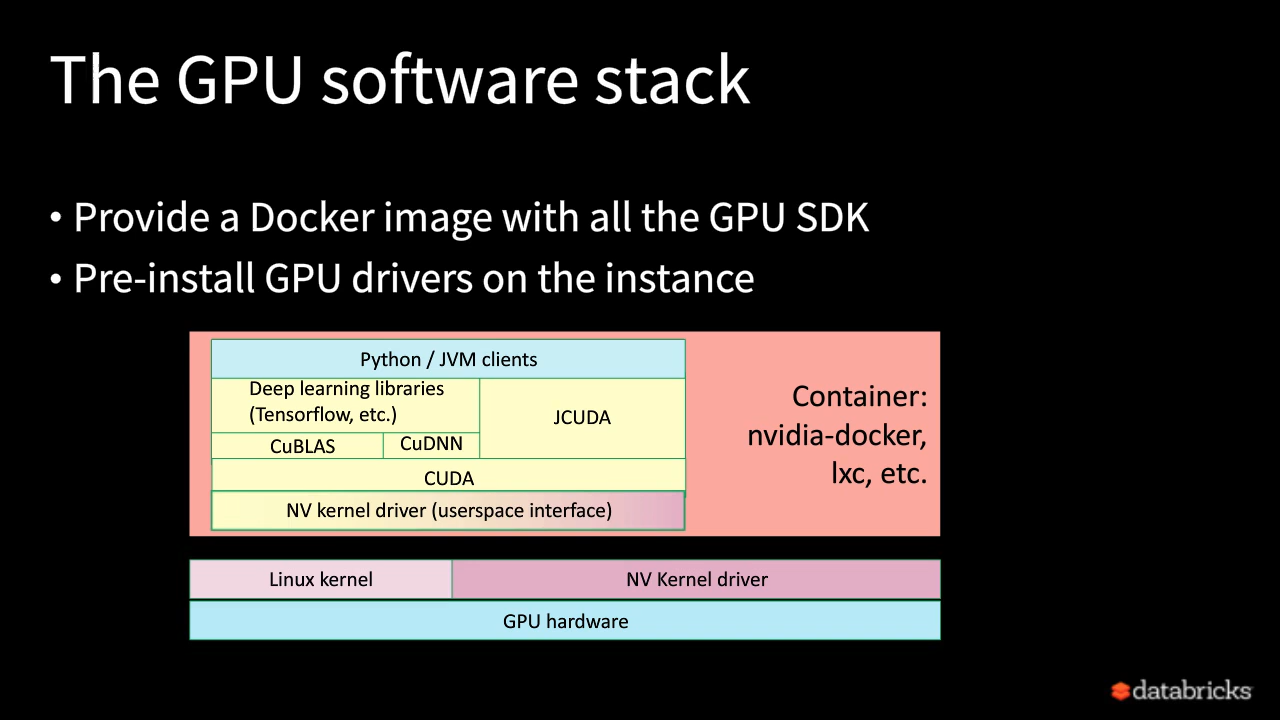 The GPU software stack
• Provide a Docker image with all the GPU SDK
• Pre-install GPU drivers on the instance
Python / JVM clients
Deep learning libraries
(Tensorflow, etc.)
JCUDA
CuBLAS
CuDNN
CUDA
NV kernel driver (userspace interface)
Container:
nvidia-docker,
lxc, etc.
Linux kernel
NV Kernel driver
GPU hardware
databricks